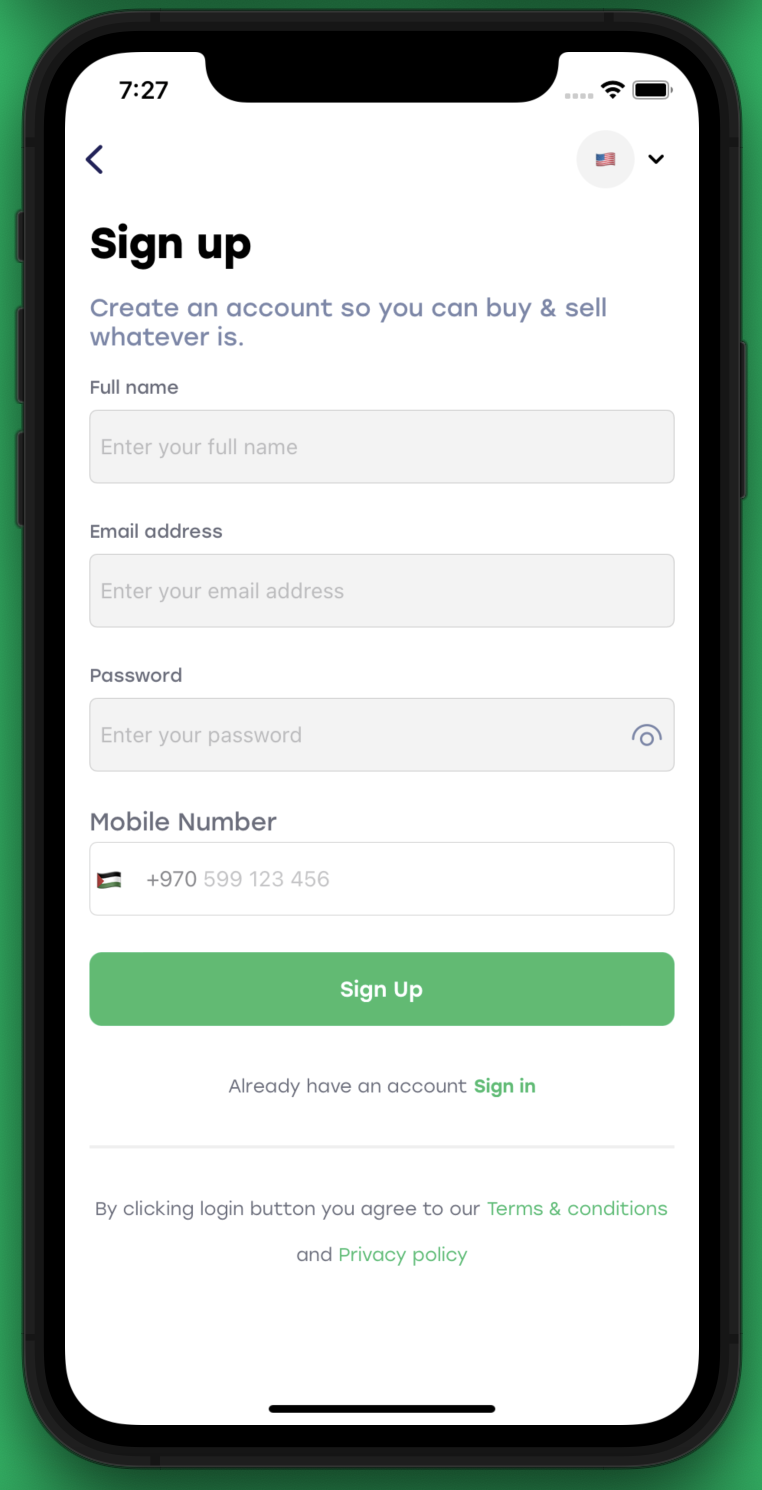 7:27
Sign up
Create an account so you can buy & sell
whatever is.
Full name
Enter your full name
Email address
Enter your email address
Password
Enter your password
Mobile Number
+970 599 123 456
Sign Up
Already have an account Sign in
By clicking login button you agree to our Terms & conditions
and Privacy policy